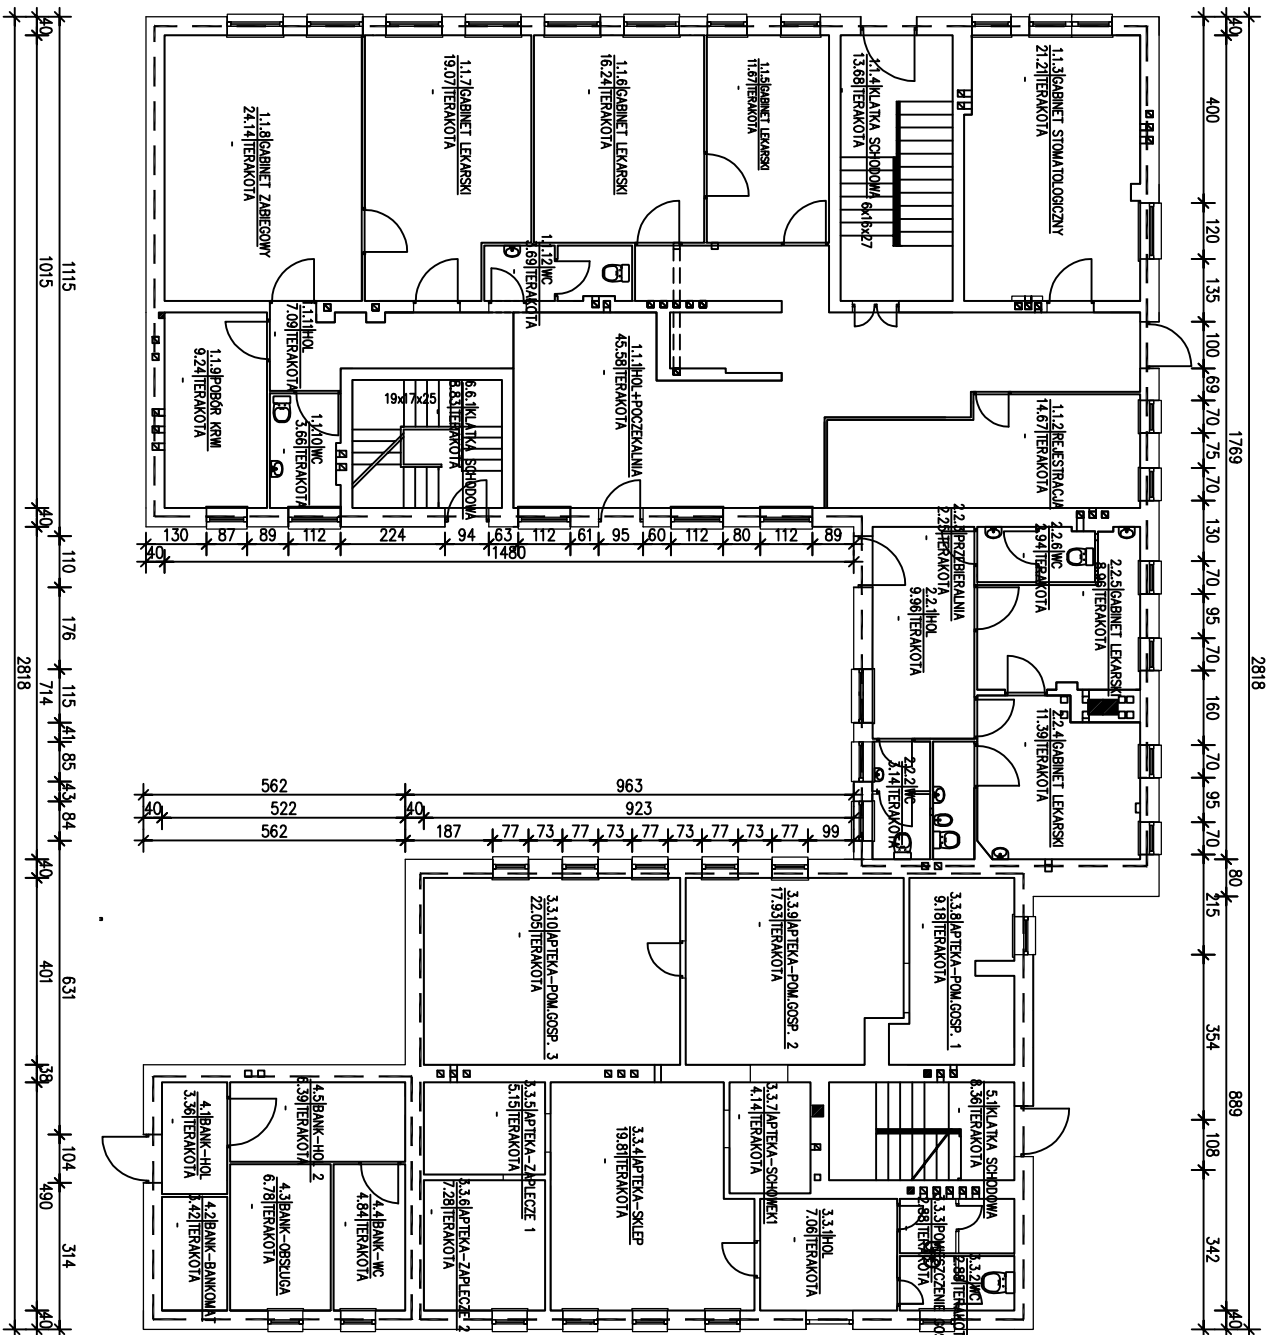 1.1.8|GABINET ZABIEGOWY
24.14|TERAKOTA
1.1.7|GABINET LEKARSKI
19.07|TERAKOTA
1.1.6|GABINET LEKARSKI
16.24|TERAKOTA
1.1.5|GABINET LEKARSKI
11.67|TERAKOTA
1.1.4|KLATKA SCHODOWA
13.68|TERAKOTA
6x16x27
1.1.3|GABINET STOMATOLOGICZNY
21.21|TERAKOTA
1.1.12|WC
3.69|TERAKOTA
1.1.11|HOL
7.09|TERAKOTA
1.1.9|POBÓR KRWI
9.24|TERAKOTA
1.1.10|WC
3.66|TERAKOTA
19x17x25
6.6.1|KLATKA SCHODOWA
8.83|TERAKOTA
1.1.1|HOL+POCZEKALNIA
45.58|TERAKOTA
1.1.2|REJESTRACJA
14.67|TERAKOTA
PRZEBIERALNIA
TERAKOTA
2.2.6|WC
2.94|TERAKOTA
2.2.5|GABINET LEKARSKI
8.96|TERAKOTA
2.2.1|HOL
9.96|TERAKOTA
2.2.4|GABINET LEKARSKI
11.39|TERAKOTA
2.2.2|WC
3.14|TERAKOTA
3.3.10|APTEKA-POM.GOSP. 3
22.05|TERAKOTA
3.3.9|APTEKA-POM.GOSP. 2
17.93|TERAKOTA
3.3.8|APTEKA-POM.GOSP. 1
9.18|TERAKOTA
3.3.5|APTEKA-ZAPLECZE 1
5.15|TERAKOTA
3.3.4|APTEKA-SKLEP
19.81|TERAKOTA
3.3.7|APTEKA-SCHOWEK1
4.14|TERAKOTA
5.1|KLATKA SCHODOWA
8.36|TERAKOTA
3.3.6|APTEKA-ZAPLECZE 2
7.28|TERAKOTA
3.3.1|HOL
7.06|TERAKOTA
3.3.3|POMIESZCZENIE
2.88|TERAKOTA
3.3.2|WC
4.1|BANK-HOL
3.36|TERAKOTA
4.5|BANK-HOL 2
6.39|TERAKOTA
4.2|BANK-BANKOMAT
3.42|TERAKOTA
4.3|BANK-OBSŁUGA
6.78|TERAKOTA
4.4|BANK-WC
4.84|TERAKOTA
130 87 89 112 224 94 63 112 61 95 60 112 80 112 89
40 1480
562 963
40 522 40 923
562 187 77 73 77 73 77 73 77 73 77 99
40 1115 110 176 115 41 85 43 84 631 104 314
40 1015 40 714 40 401 38 490 40
2818
40 400 120 135 100 69 70 75 70 130 70 95 70 160 70 95 70 215 354 108 342
40 1769 80 889 40
2818